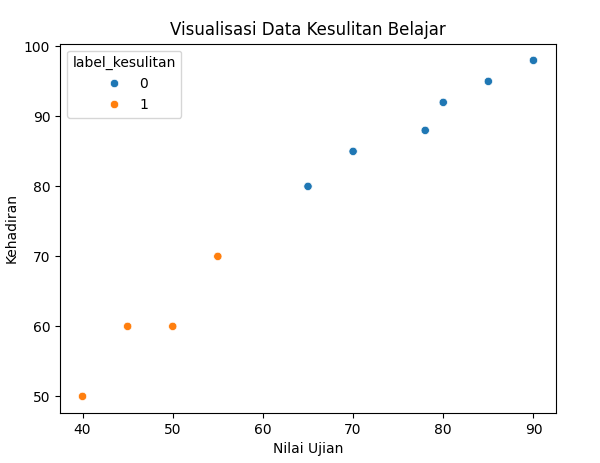 Visualisasi Data Kesulitan Belajar
label_kesulitan
0
1
Kehadiran
100
90
80
70
60
50
40 50 60 70 80 90
Nilai Ujian